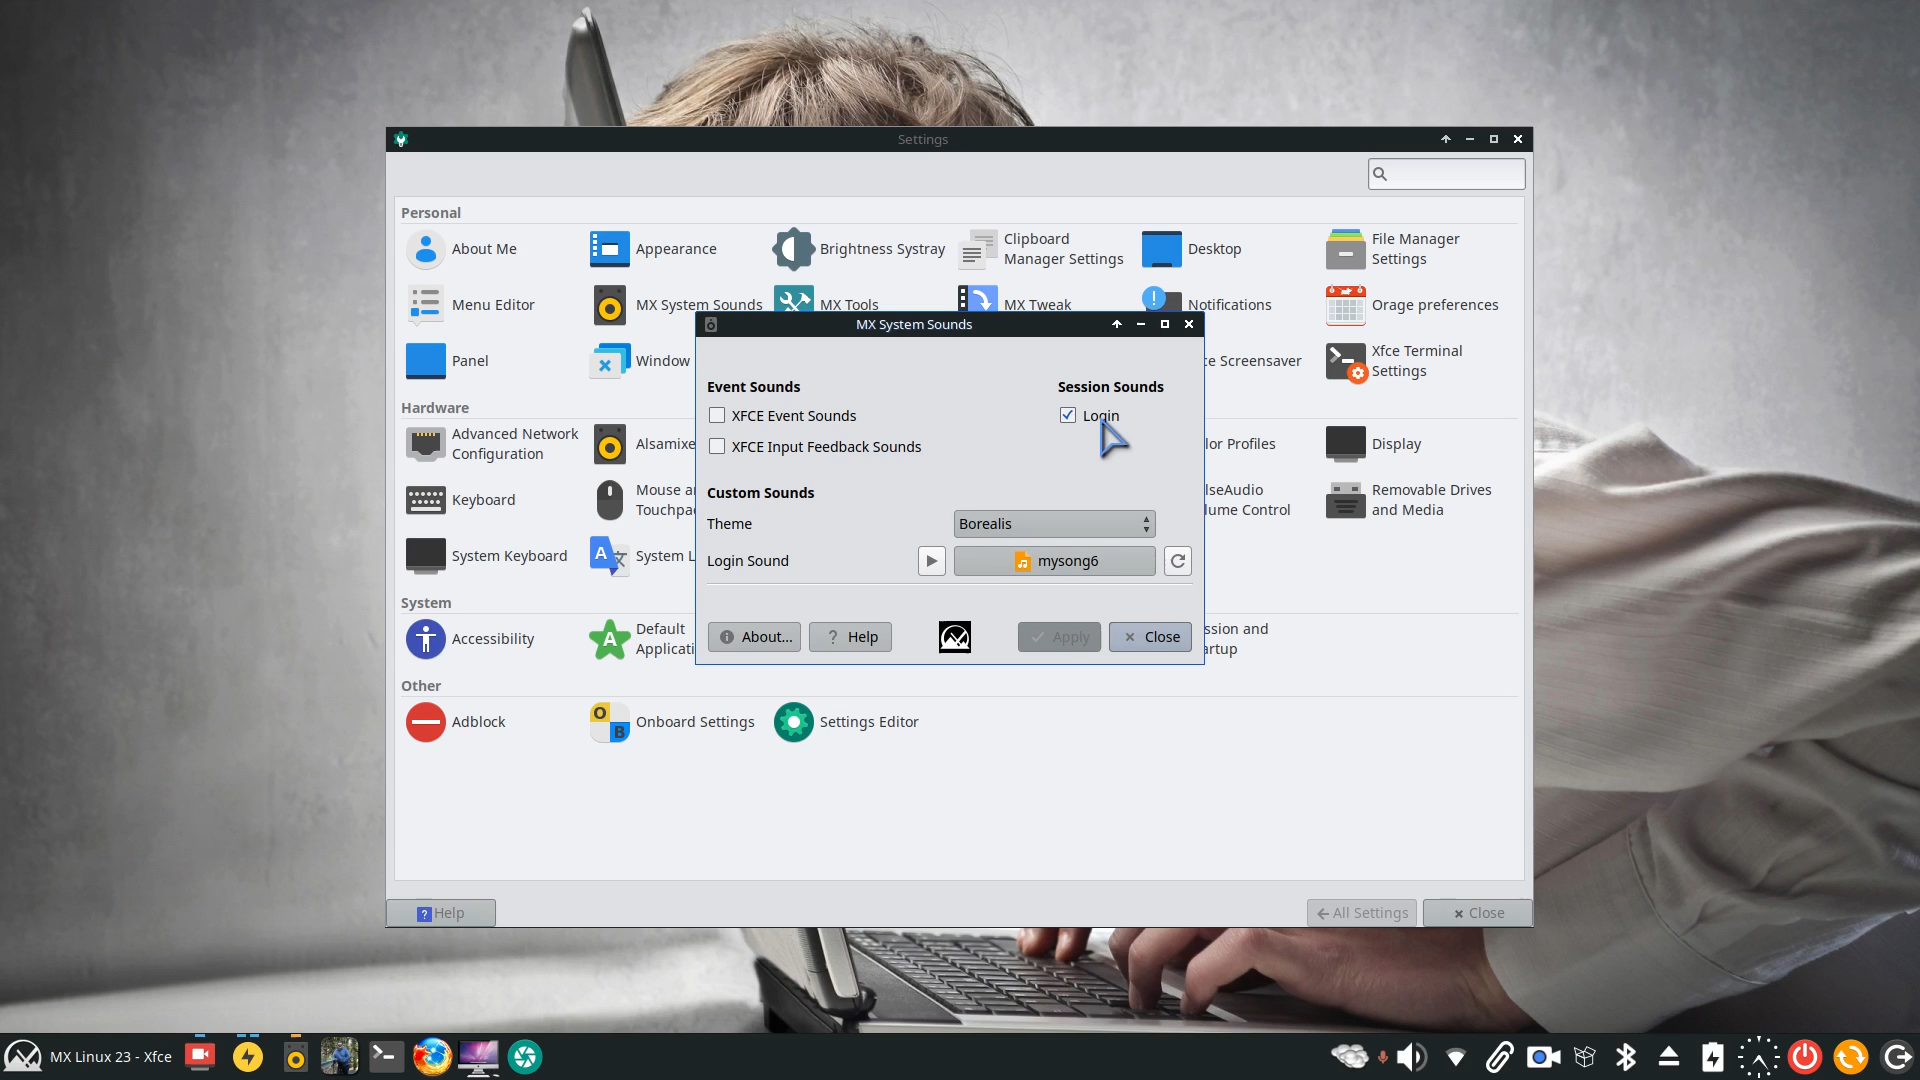 Settings
Personal
About Me
Appearance
Brightness Systray
Clipboard
Manager Settings
Desktop
File Manager
Settings
Menu Editor
MX System Sounds
MX Tools
MX Tweak
Notifications
Orage preferences
Panel
Window
Screensaver
Xfce Terminal
Settings
MX System Sounds
Event Sounds
Session Sounds
XFCE Event Sounds
Login
XFCE Input Feedback Sounds
Custom Sounds
Theme
Borealis
Login Sound
mysong6
About...
Help
Apply
Close
Hardware
Advanced Network
Configuration
Alsamixe
lor Profiles
Display
Keyboard
Mouse a
Touchpa
lseAudio
lume Control
Removable Drives
and Media
System Keyboard
System L
System
Accessibility
Default
Applicati
ssion and
artup
Other
Adblock
Onboard Settings
Settings Editor
Help
All Settings
Close
MX Linux 23 - Xfce